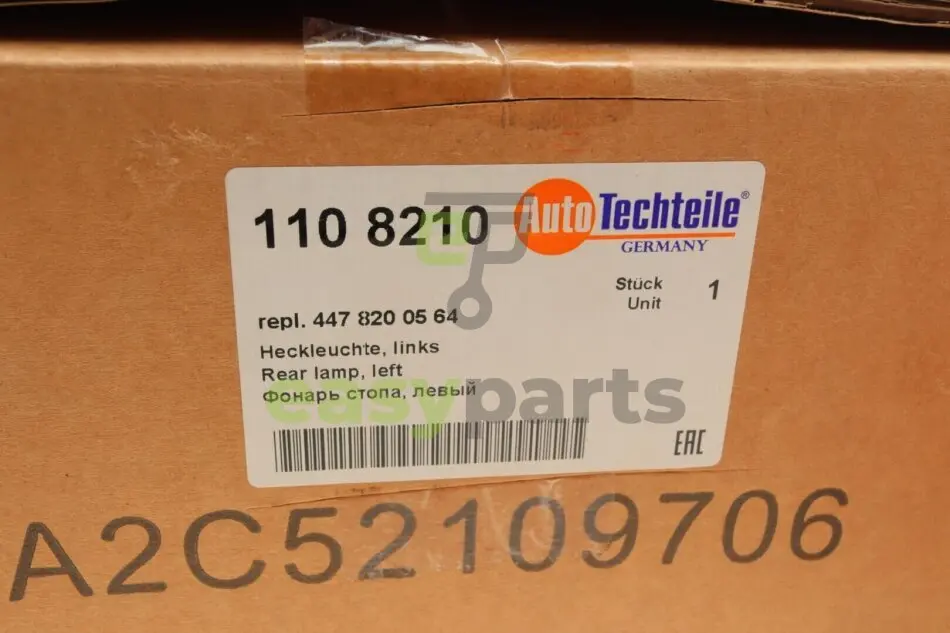 110 8210
AutoTechteile®
GERMANY
Stück
Unit
1
repl. 447 820 05 64
Heckleuchte, links
Rear lamp, left
Фонарь стопа, левый
easyparts
EAC
A2C52109706